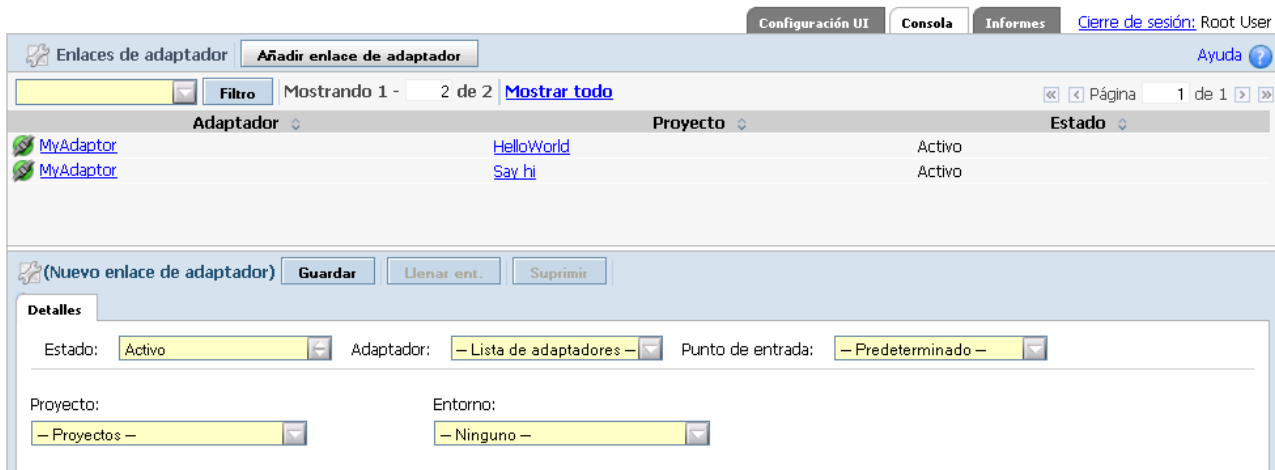 Configuración UI Consola Informes Cierre de sesión: Root User
Enlaces de adaptador Añadir enlace de adaptador Ayuda ?
Filtro Mostrando 1 - 2 de 2 Mostrar todo Página 1 de 1
Adaptador Proyecto Estado
MyAdaptor HelloWorld Activo
MyAdaptor Say hi Activo
(Nuevo enlace de adaptador) Guardar Llenar ent. Suprimir
Detalles
Estado: Activo Adaptador: -- Lista de adaptadores -- Punto de entrada: -- Predeterminado --
Proyecto: Entorno:
-- Proyectos -- -- Ninguno --